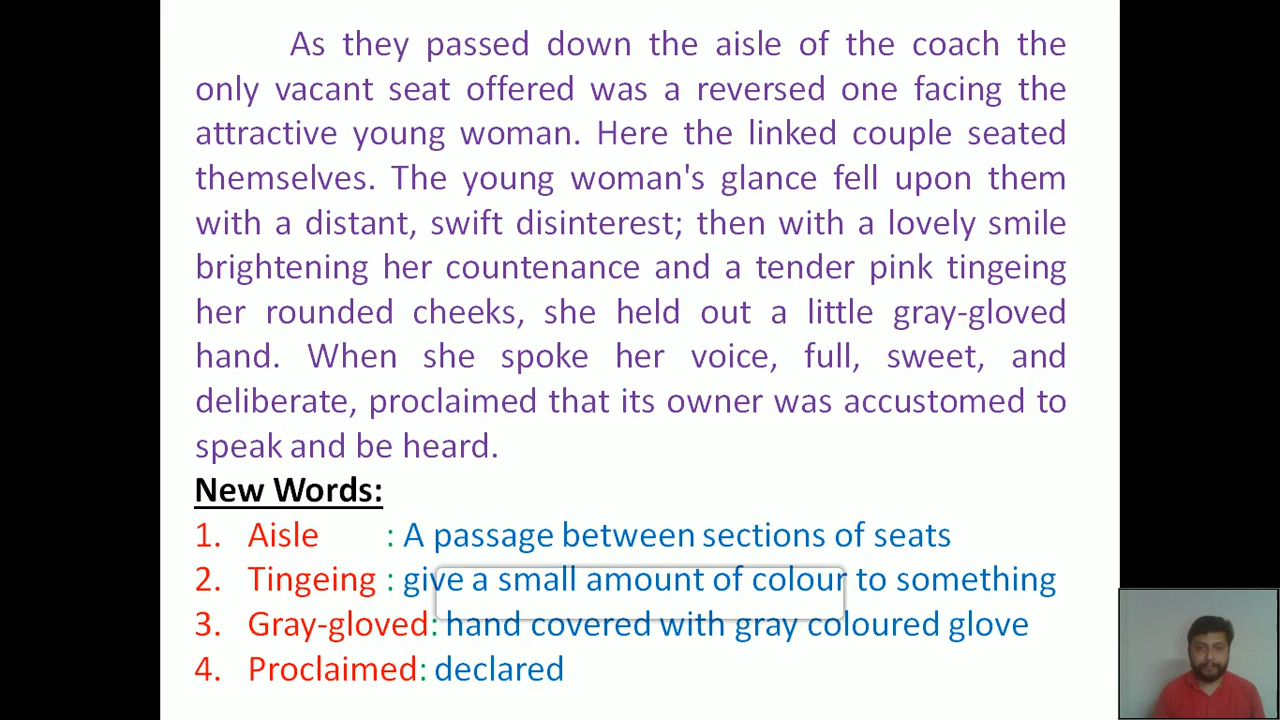 As they passed down the aisle of the coach the
only vacant seat offered was a reversed one facing the
attractive young woman. Here the linked couple seated
themselves. The young woman's glance fell upon them
with a distant, swift disinterest; then with a lovely smile
brightening her countenance and a tender pink tingeing
her rounded cheeks, she held out a little gray-gloved
hand. When she spoke her voice, full, sweet, and
deliberate, proclaimed that its owner was accustomed to
speak and be heard.
New Words:
1. Aisle : A passage between sections of seats
2. Tingeing : give a small amount of colour to something
3. Gray-gloved: hand covered with gray coloured glove
4. Proclaimed: declared